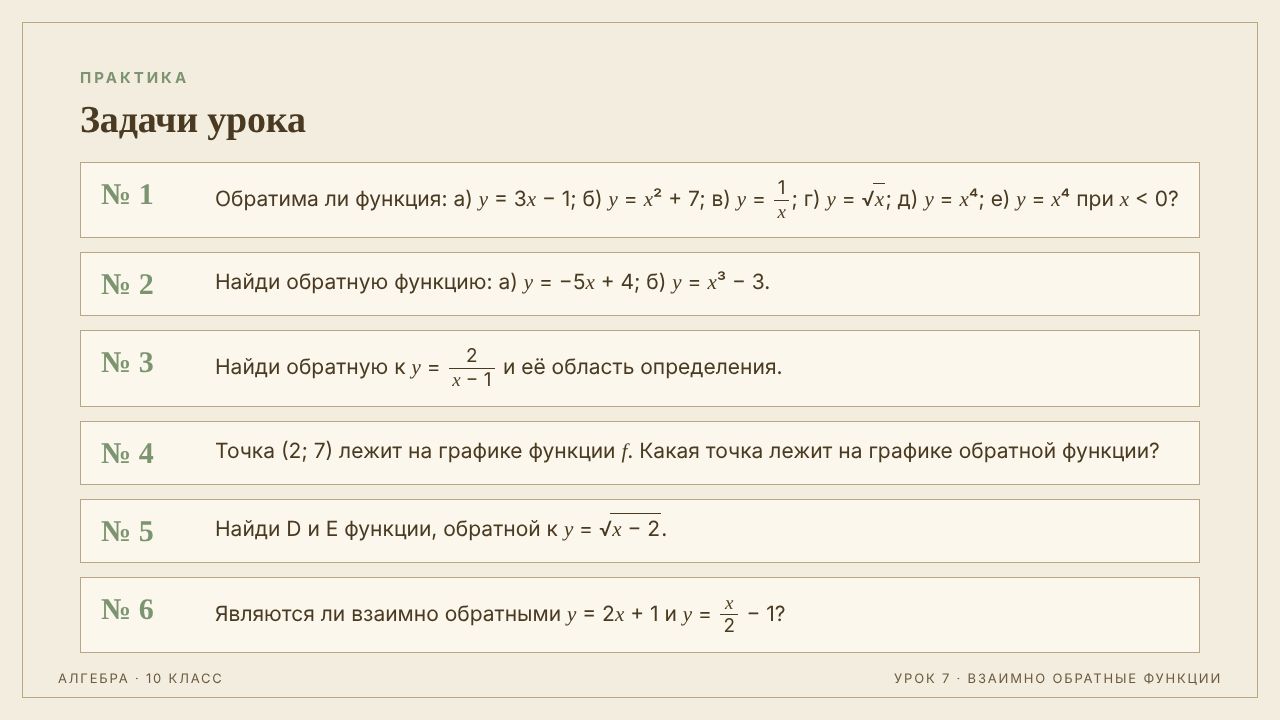 ПРАКТИКА
Задачи урока
№ 1 Обратима ли функция: а) y = 3x − 1; б) y = x² + 7; в) y = 1/x; г) y = √x; д) y = x⁴; е) y = x⁴ при x < 0?
№ 2 Найди обратную функцию: а) y = −5x + 4; б) y = x³ − 3.
№ 3 Найди обратную к y = 2/(x − 1) и её область определения.
№ 4 Точка (2; 7) лежит на графике функции f. Какая точка лежит на графике обратной функции?
№ 5 Найди D и E функции, обратной к y = √(x − 2).
№ 6 Являются ли взаимно обратными y = 2x + 1 и y = x/2 − 1?
АЛГЕБРА · 10 КЛАСС
УРОК 7 · ВЗАИМНО ОБРАТНЫЕ ФУНКЦИИ